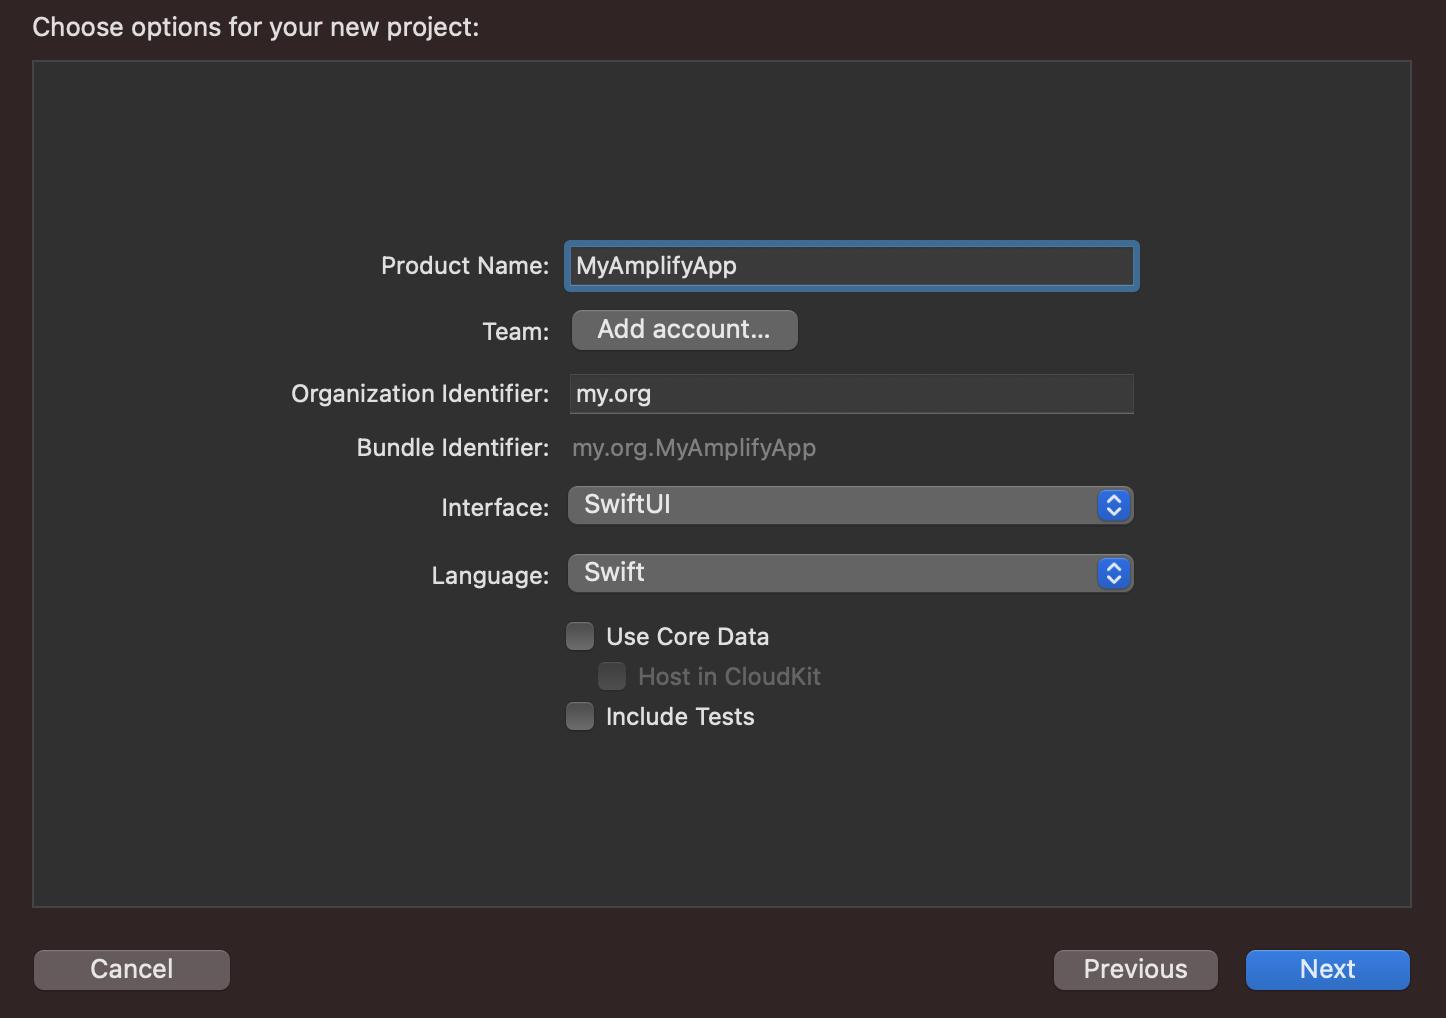 Choose options for your new project:
Product Name: MyAmplifyApp
Team: Add account...
Organization Identifier: my.org
Bundle Identifier: my.org.MyAmplifyApp
Interface: SwiftUI
Language: Swift
Use Core Data
Host in CloudKit
Include Tests
Cancel Previous Next